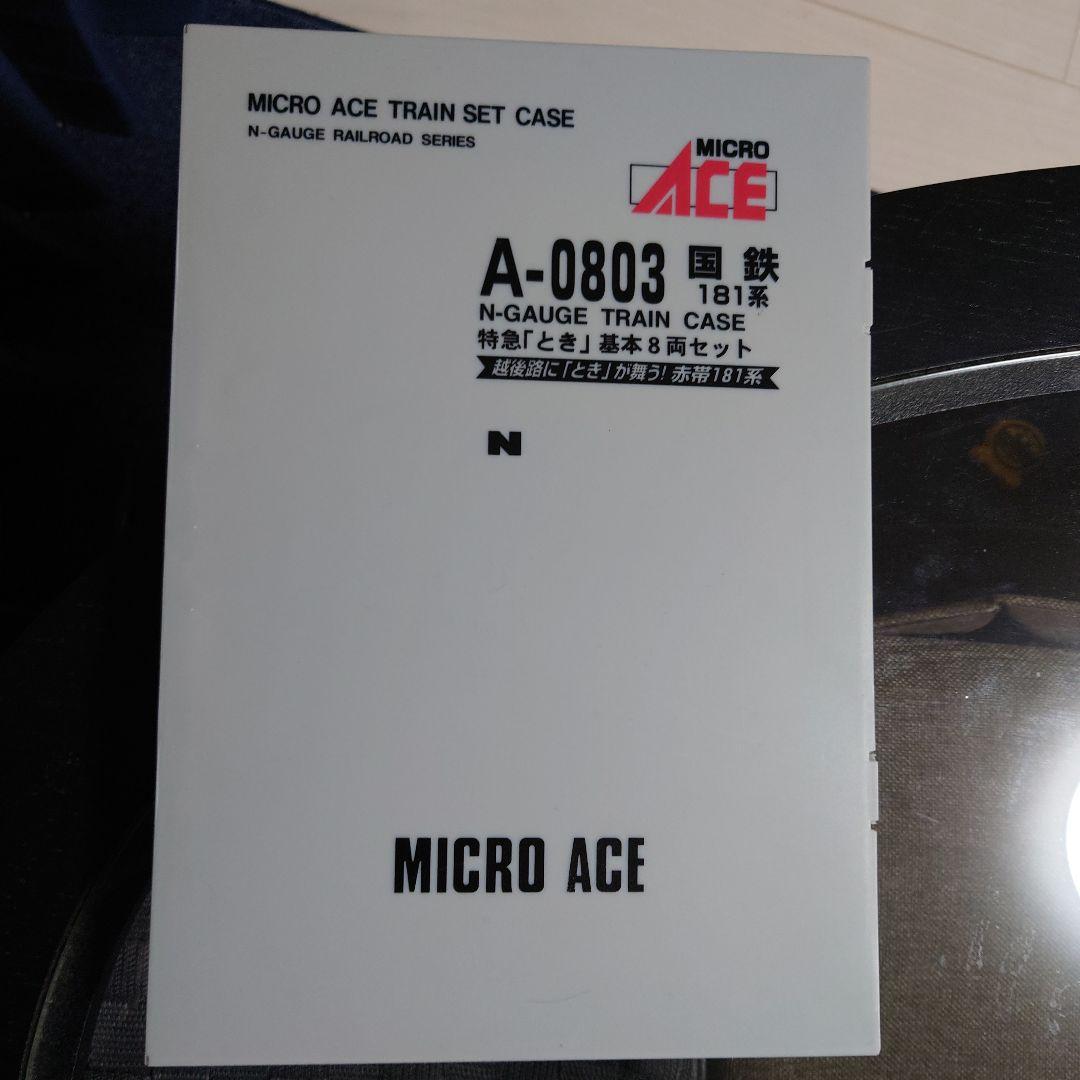 MICRO ACE TRAIN SET CASE
N-GAUGE RAILROAD SERIES
MICRO
ACE
A-0803 国鉄
181系
N-GAUGE TRAIN CASE
特急「とき」基本8両セット
越後路に「とき」が舞う!赤帯181系
N
MICRO ACE